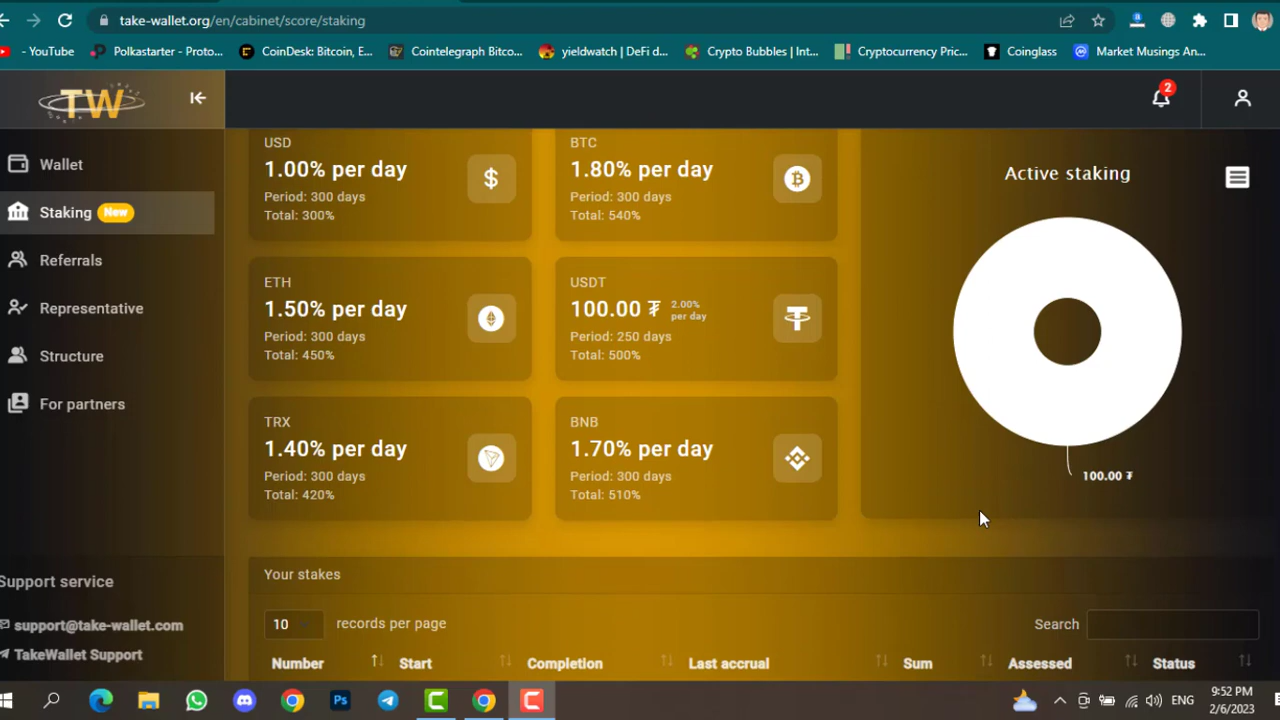 take-wallet.org/en/cabinet/score/staking
- YouTube
Polkastarter - Proto...
CoinDesk: Bitcoin, E...
Cointelegraph Bitco...
yieldwatch | DeFi d...
Crypto Bubbles | Int...
Cryptocurrency Pric...
Coinglass
Market Musings An...
TW
2
Wallet
Staking New
Referrals
Representative
Structure
For partners
Support service
support@take-wallet.com
TakeWallet Support
USD
1.00% per day
Period: 300 days
Total: 300%
BTC
1.80% per day
Period: 300 days
Total: 540%
ETH
1.50% per day
Period: 300 days
Total: 450%
USDT
100.00 ₮ 2.00%
per day
Period: 250 days
Total: 500%
TRX
1.40% per day
Period: 300 days
Total: 420%
BNB
1.70% per day
Period: 300 days
Total: 510%
Active staking
100.00 ₮
Your stakes
10 records per page
Search
Number Start Completion Last accrual Sum Assessed Status
Ps
C
C
ENG
9:52 PM
2/6/2023